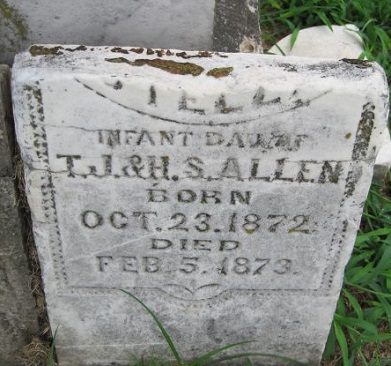 INFANT DAU. OF
T.J.&H.S.ALLEN
BORN
OCT.23.1872.
DIED
FEB.5.1873.